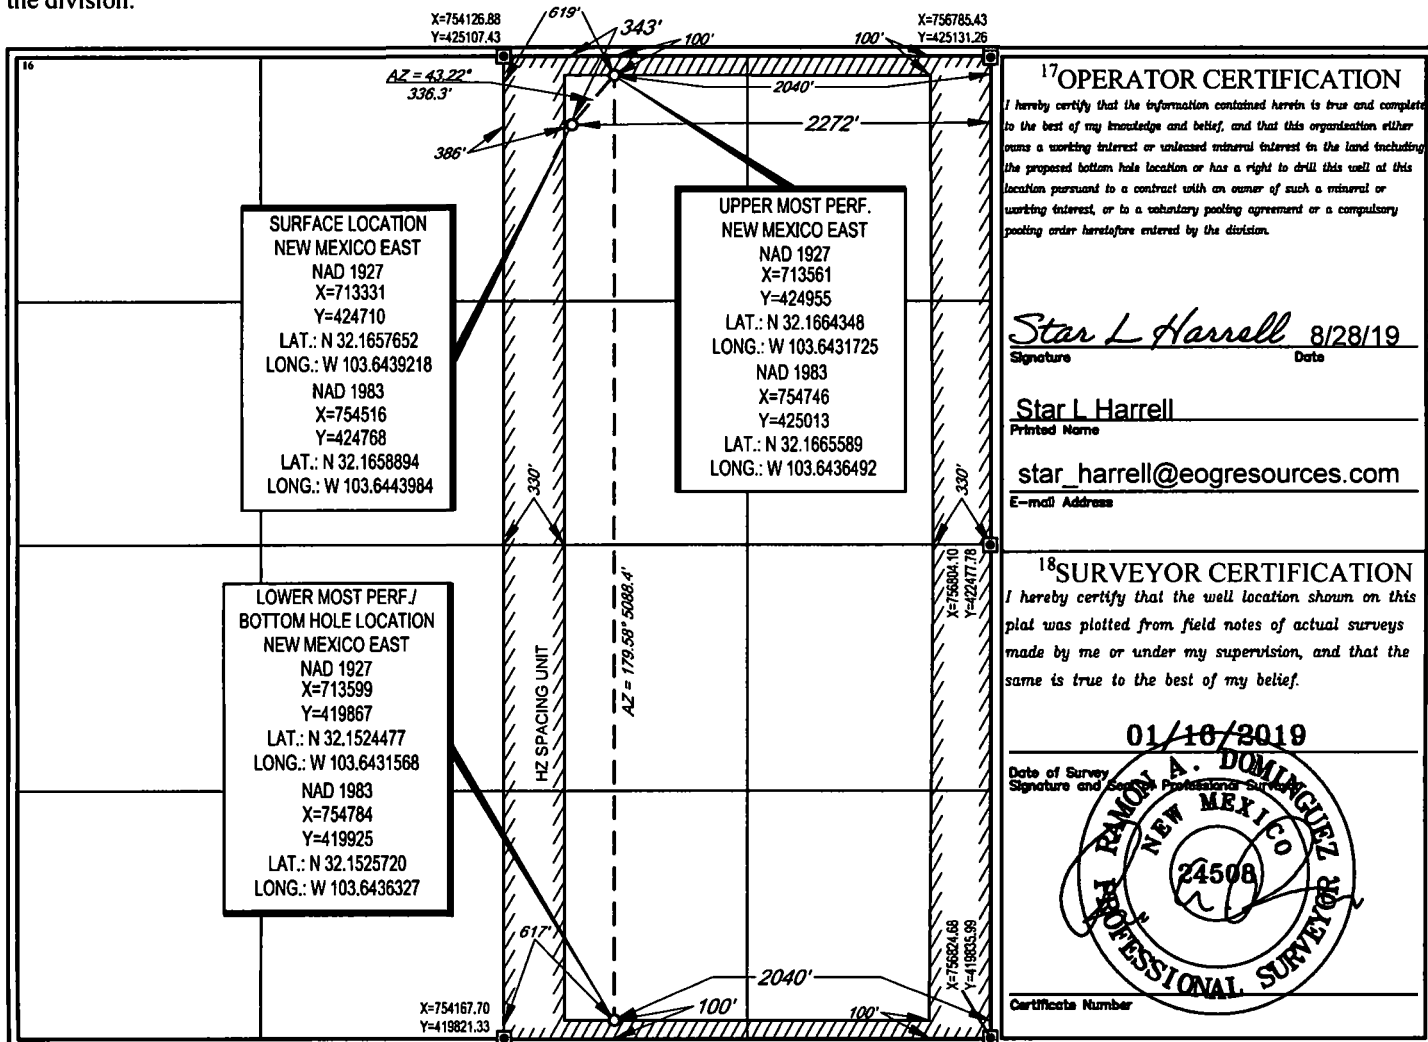 the division.
X=754126.88
Y=425107.43
619'
343'
100'
100'
X=756785.43
Y=425131.26
16
AZ = 43.22°
336.3'
2040'
2272'
386'
SURFACE LOCATION
NEW MEXICO EAST
NAD 1927
X=713331
Y=424710
LAT.: N 32.1657652
LONG.: W 103.6439218
NAD 1983
X=754516
Y=424768
LAT.: N 32.1658894
LONG.: W 103.6443984
UPPER MOST PERF.
NEW MEXICO EAST
NAD 1927
X=713561
Y=424955
LAT.: N 32.1664348
LONG.: W 103.6431725
NAD 1983
X=754746
Y=425013
LAT.: N 32.1665589
LONG.: W 103.6436492
330'
330'
X=756804.10
Y=422477.78
AZ = 179.58° 5088.4'
HZ SPACING UNIT
LOWER MOST PERF./
BOTTOM HOLE LOCATION
NEW MEXICO EAST
NAD 1927
X=713599
Y=419867
LAT.: N 32.1524477
LONG.: W 103.6431568
NAD 1983
X=754784
Y=419925
LAT.: N 32.1525720
LONG.: W 103.6436327
617'
2040'
X=756824.68
Y=419835.99
X=754167.70
Y=419821.33
100'
100'
17 OPERATOR CERTIFICATION
I hereby certify that the information contained herein is true and complete
to the best of my knowledge and belief, and that this organization either
owns a working interest or unleased mineral interest in the land including
the proposed bottom hole location or has a right to drill this well at this
location pursuant to a contract with an owner of such a mineral or
working interest, or to a voluntary pooling agreement or a compulsory
pooling order heretofore entered by the division.
Star L Harrell 8/28/19
Signature Date
Star L Harrell
Printed Name
star_harrell@eogresources.com
E-mail Address
18 SURVEYOR CERTIFICATION
I hereby certify that the well location shown on this
plat was plotted from field notes of actual surveys
made by me or under my supervision, and that the
same is true to the best of my belief.
01/16/2019
Date of Survey
Signature and Seal of Professional Surveyor
RAMON A. DOMINGUEZ
NEW MEXICO
24508
PROFESSIONAL SURVEYOR
Certificate Number